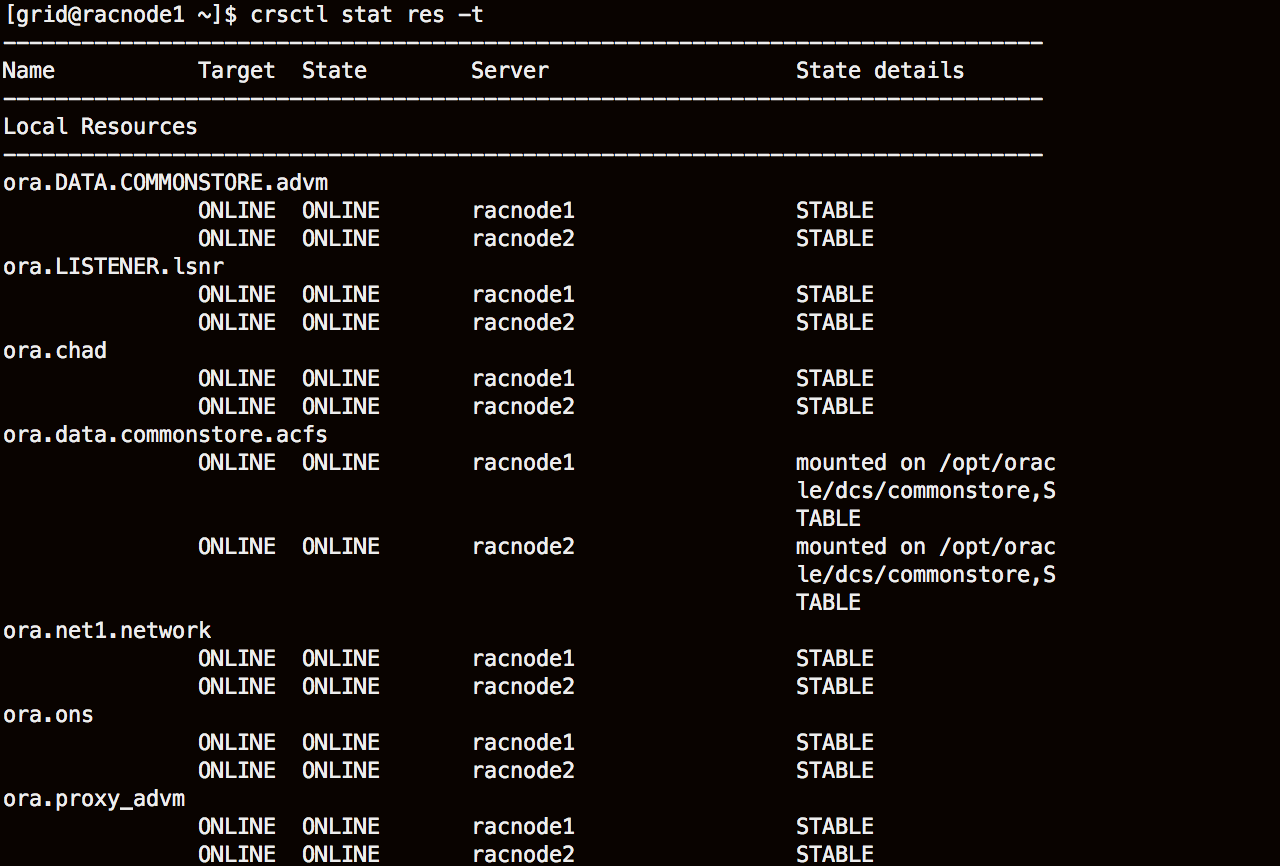 [grid@racnode1 ~]$ crsctl stat res -t
--------------------------------------------------------------------------------
Name           Target  State        Server                   State details
--------------------------------------------------------------------------------
Local Resources
--------------------------------------------------------------------------------
ora.DATA.COMMONSTORE.advm
               ONLINE  ONLINE       racnode1                 STABLE
               ONLINE  ONLINE       racnode2                 STABLE
ora.LISTENER.lsnr
               ONLINE  ONLINE       racnode1                 STABLE
               ONLINE  ONLINE       racnode2                 STABLE
ora.chad
               ONLINE  ONLINE       racnode1                 STABLE
               ONLINE  ONLINE       racnode2                 STABLE
ora.data.commonstore.acfs
               ONLINE  ONLINE       racnode1                 mounted on /opt/orac
                                                             le/dcs/commonstore,S
                                                             TABLE
               ONLINE  ONLINE       racnode2                 mounted on /opt/orac
                                                             le/dcs/commonstore,S
                                                             TABLE
ora.net1.network
               ONLINE  ONLINE       racnode1                 STABLE
               ONLINE  ONLINE       racnode2                 STABLE
ora.ons
               ONLINE  ONLINE       racnode1                 STABLE
               ONLINE  ONLINE       racnode2                 STABLE
ora.proxy_advm
               ONLINE  ONLINE       racnode1                 STABLE
               ONLINE  ONLINE       racnode2                 STABLE